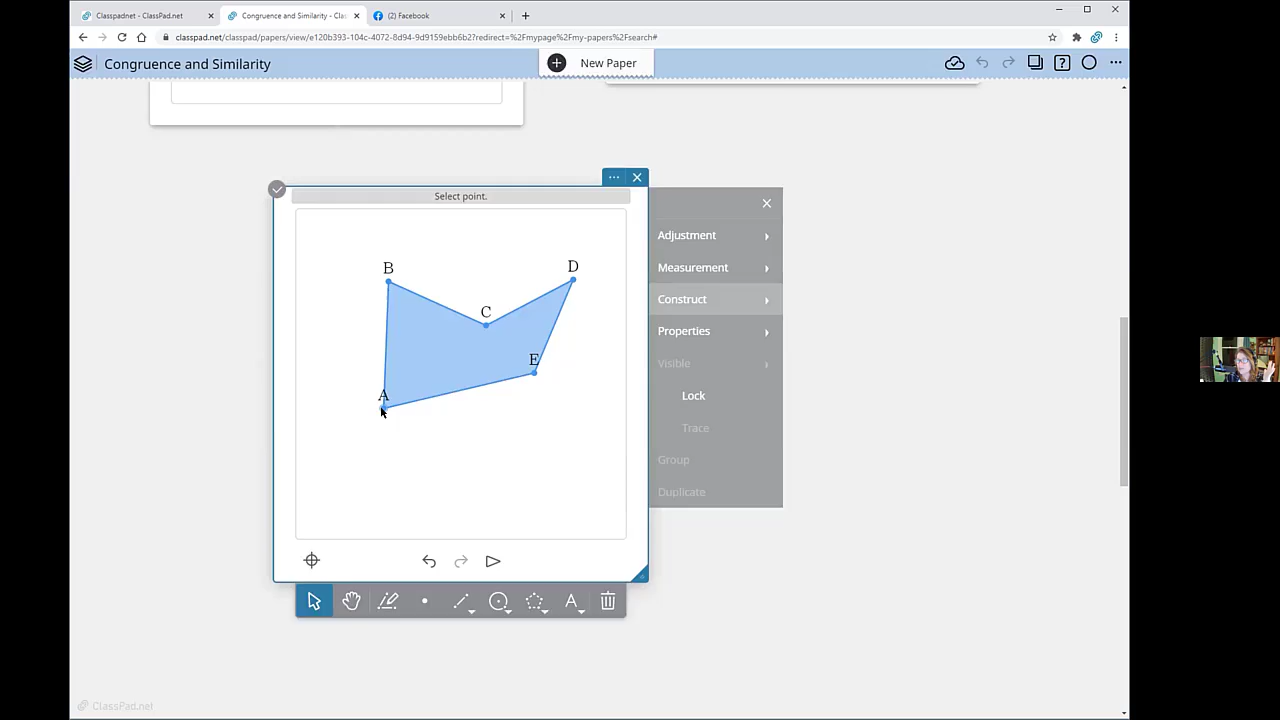 Classpadnet - ClassPad.net
Congruence and Similarity - Clas
(2) Facebook
classpad.net/classpad/papers/view/e120b393-104c-4072-8d94-9d9159ebb6b2?redirect=%2Fmypage%2Fmy-papers%2Fsearch#
Congruence and Similarity
New Paper
Select point.
Adjustment
Measurement
Construct
Properties
Visible
Lock
Trace
Group
Duplicate
B
D
C
E
A
A
ClassPad.net